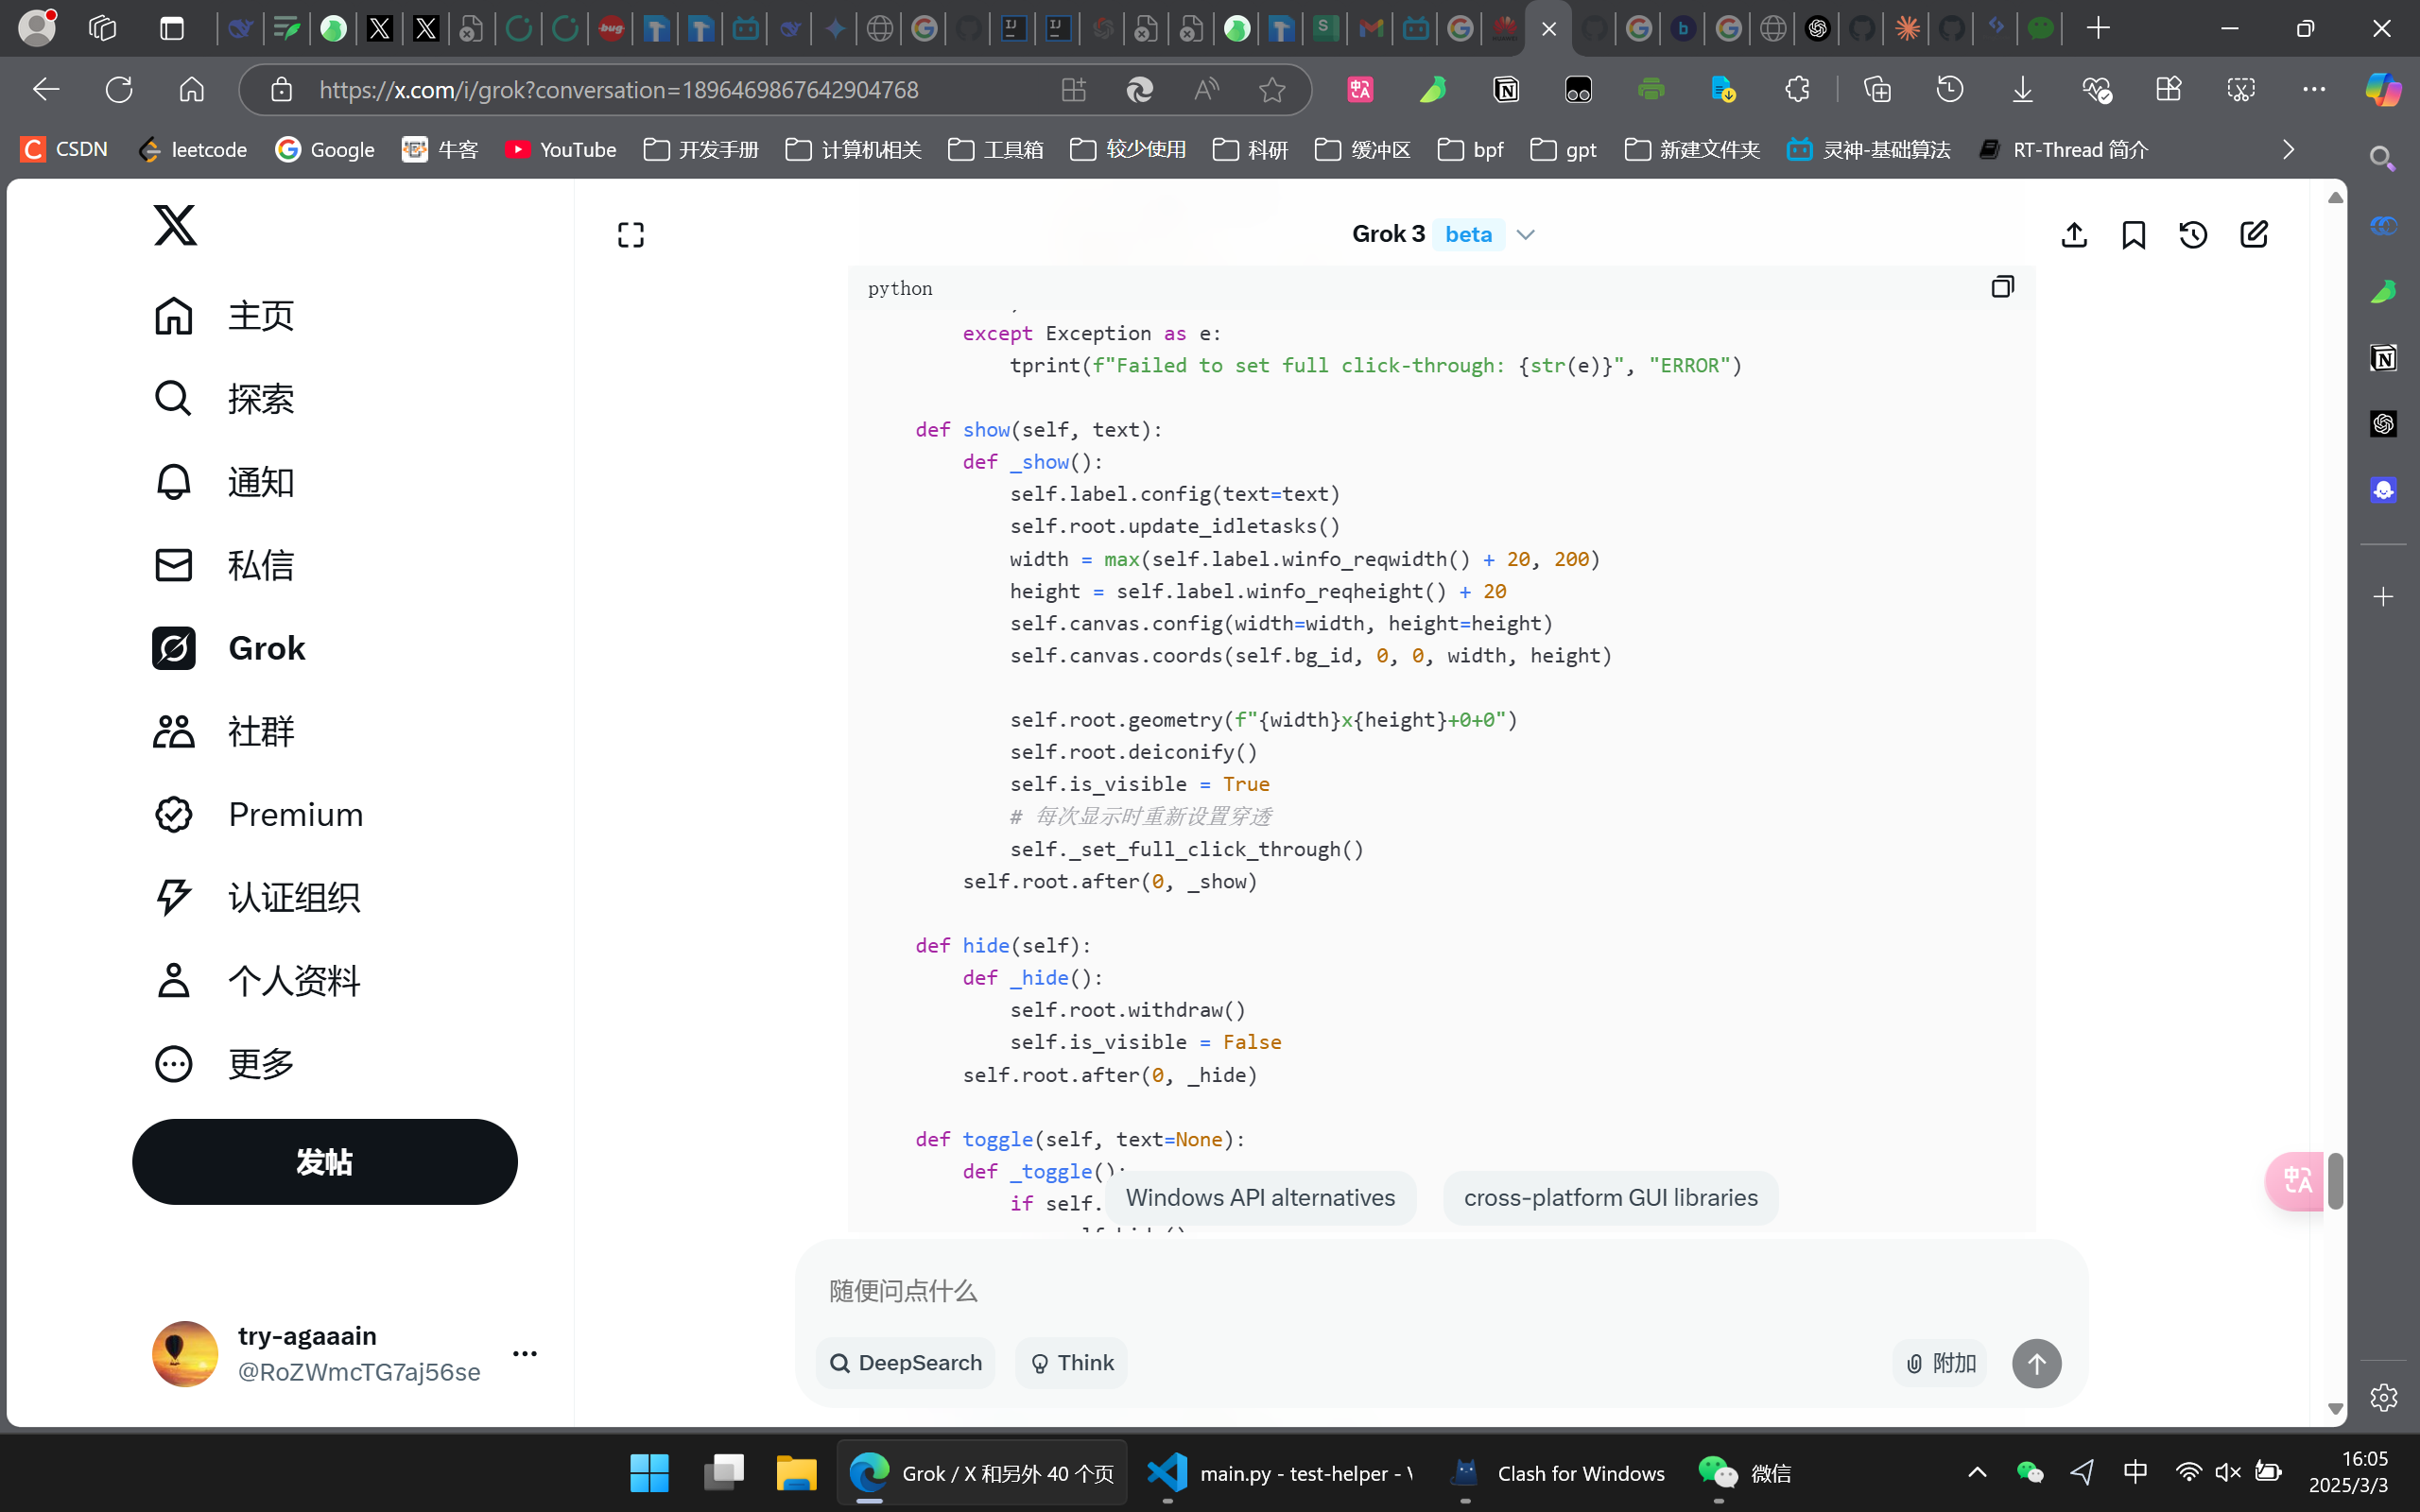 https://x.com/i/grok?conversation=1896469867642904768
CSDN
leetcode
Google
牛客
YouTube
开发手册
计算机相关
工具箱
较少使用
科研
缓冲区
bpf
gpt
新建文件夹
灵神-基础算法
RT-Thread 简介
主页
探索
通知
私信
Grok
社群
Premium
认证组织
个人资料
更多
发帖
try-agaaain
@RoZWmcTG7aj56se
Grok 3 beta
python
except Exception as e:
tprint(f"Failed to set full click-through: {str(e)}", "ERROR")
def show(self, text):
def _show():
self.label.config(text=text)
self.root.update_idletasks()
width = max(self.label.winfo_reqwidth() + 20, 200)
height = self.label.winfo_reqheight() + 20
self.canvas.config(width=width, height=height)
self.canvas.coords(self.bg_id, 0, 0, width, height)
self.root.geometry(f"{width}x{height}+0+0")
self.root.deiconify()
self.is_visible = True
# 每次显示时重新设置穿透
self._set_full_click_through()
self.root.after(0, _show)
def hide(self):
def _hide():
self.root.withdraw()
self.is_visible = False
self.root.after(0, _hide)
def toggle(self, text=None):
def _toggle():
if self.
Windows API alternatives
cross-platform GUI libraries
随便问点什么
DeepSearch
Think
附加
Grok / X 和另外 40 个页
main.py - test-helper - V
Clash for Windows
微信
中
16:05
2025/3/3